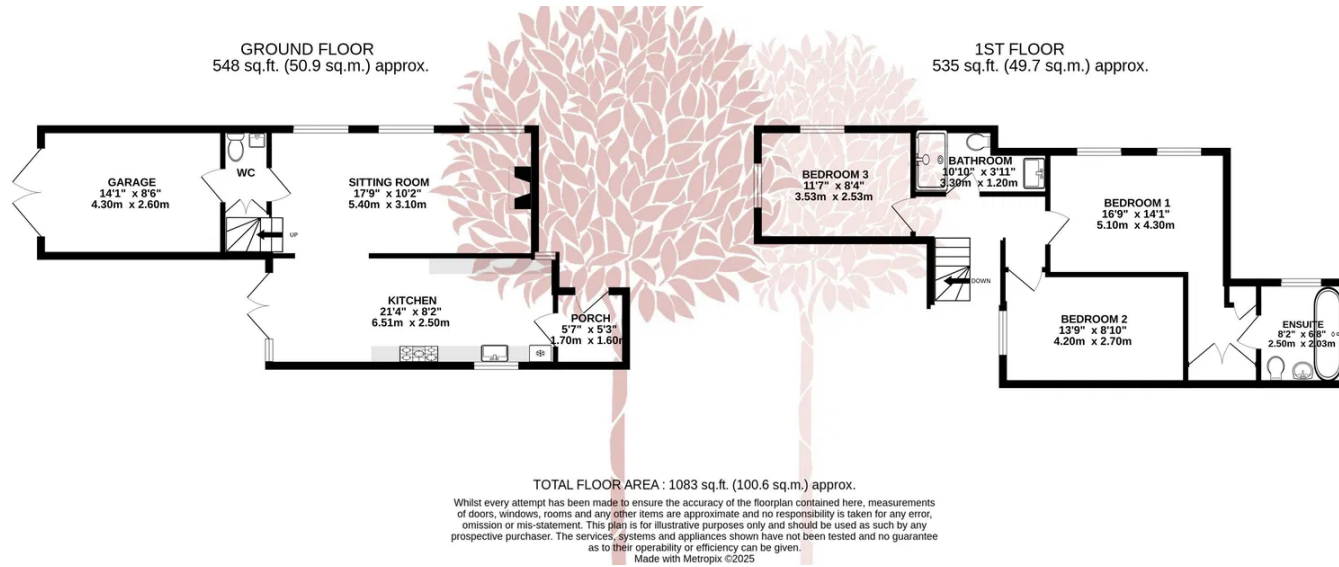 GROUND FLOOR
548 sq.ft. (50.9 sq.m.) approx.
GARAGE
14'1" x 8'6"
4.30m x 2.60m
WC
UP
SITTING ROOM
17'9" x 10'2"
5.40m x 3.10m
KITCHEN
21'4" x 8'2"
6.51m x 2.50m
PORCH
5'7" x 5'3"
1.70m x 1.60m
1ST FLOOR
535 sq.ft. (49.7 sq.m.) approx.
BEDROOM 3
11'7" x 8'4"
3.53m x 2.53m
BATHROOM
10'10" x 3'11"
3.30m x 1.20m
BEDROOM 1
16'9" x 14'1"
5.10m x 4.30m
DOWN
BEDROOM 2
13'9" x 8'10"
4.20m x 2.70m
ENSUITE
8'2" x 6'8"
2.50m x 2.03m
TOTAL FLOOR AREA : 1083 sq.ft. (100.6 sq.m.) approx.
Whilst every attempt has been made to ensure the accuracy of the floorplan contained here, measurements
of doors, windows, rooms and any other items are approximate and no responsibility is taken for any error,
omission or mis-statement. This plan is for illustrative purposes only and should be used as such by any
prospective purchaser. The services, systems and appliances shown have not been tested and no guarantee
as to their operability or efficiency can be given.
Made with Metropix ©2025